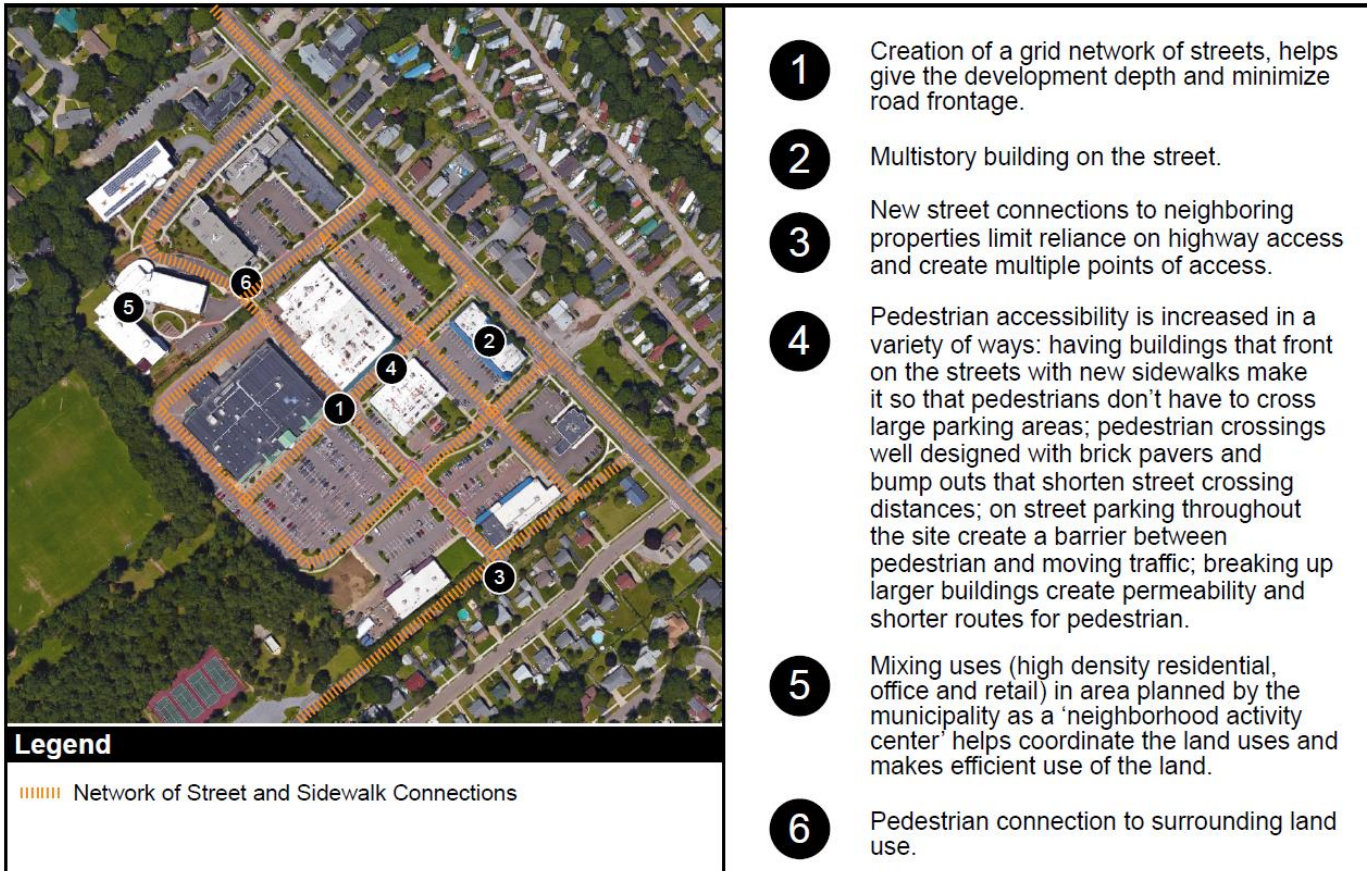 6
5
2
4
1
3
Legend
Network of Street and Sidewalk Connections
1
Creation of a grid network of streets, helps
give the development depth and minimize
road frontage.
2
Multistory building on the street.
3
New street connections to neighboring
properties limit reliance on highway access
and create multiple points of access.
4
Pedestrian accessibility is increased in a
variety of ways: having buildings that front
on the streets with new sidewalks make
it so that pedestrians don’t have to cross
large parking areas; pedestrian crossings
well designed with brick pavers and
bump outs that shorten street crossing
distances; on street parking throughout
the site create a barrier between
pedestrian and moving traffic; breaking up
larger buildings create permeability and
shorter routes for pedestrian.
5
Mixing uses (high density residential,
office and retail) in area planned by the
municipality as a ‘neighborhood activity
center’ helps coordinate the land uses and
makes efficient use of the land.
6
Pedestrian connection to surrounding land
use.